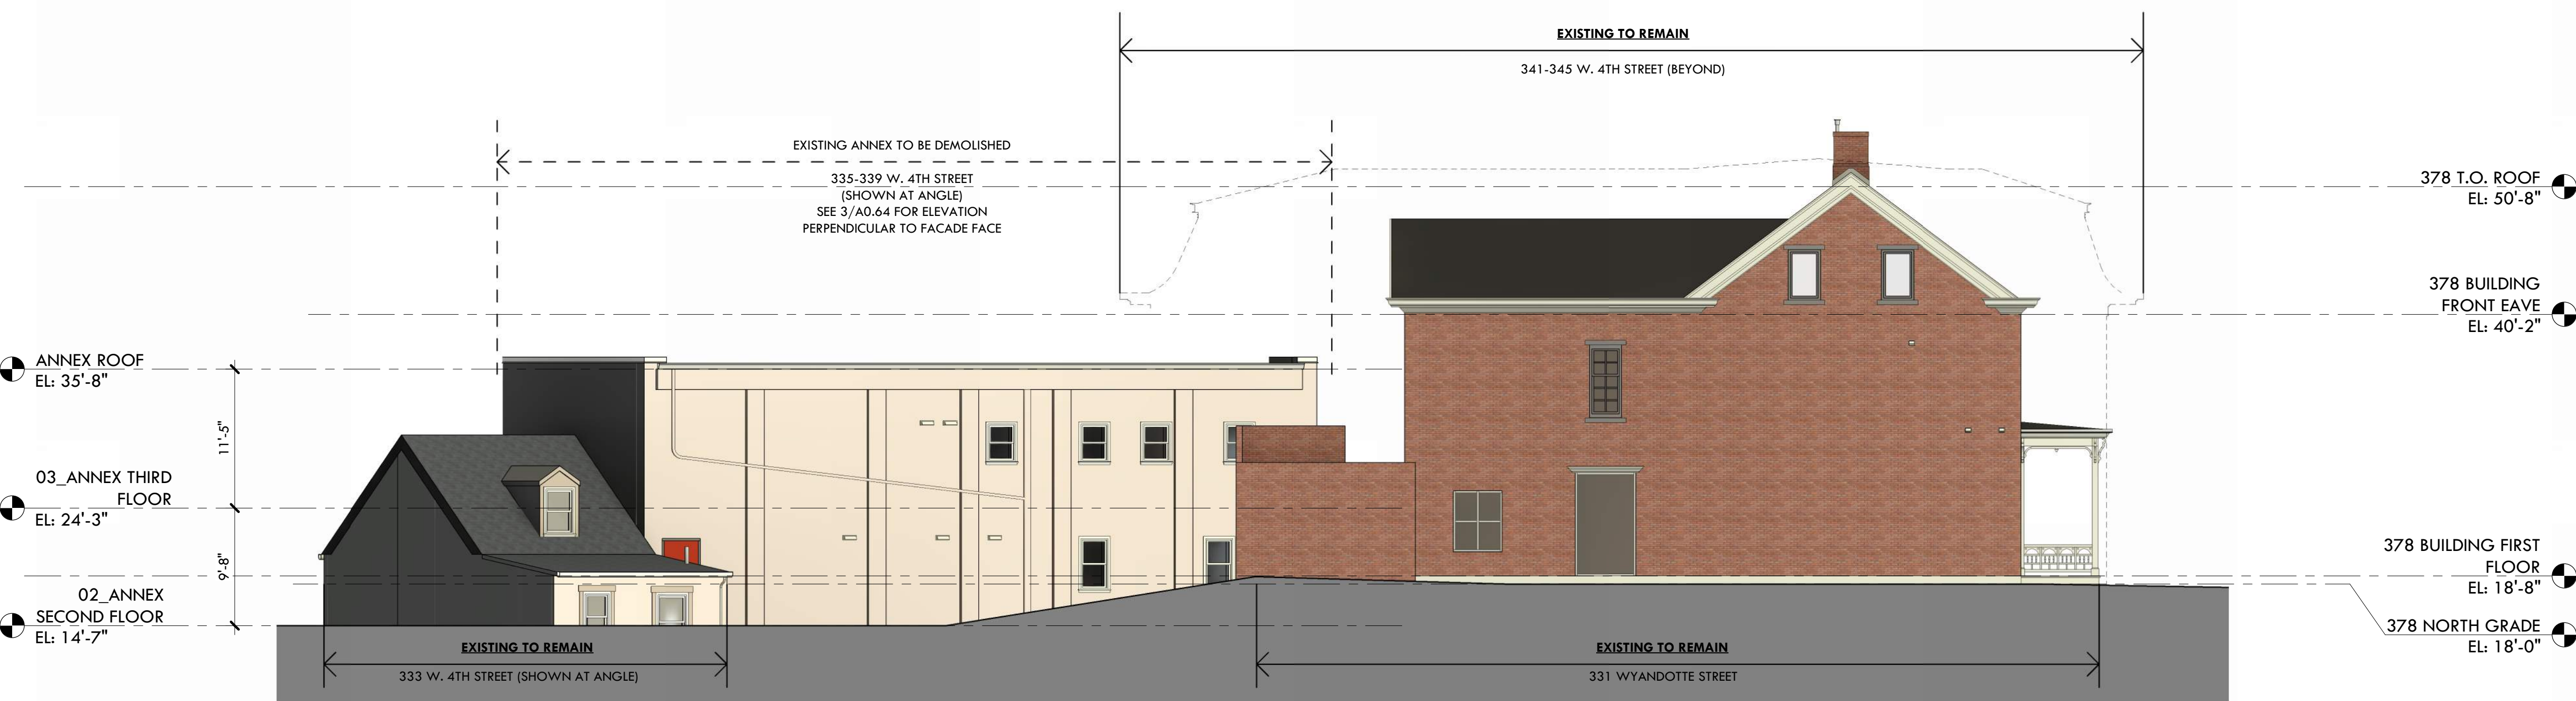 EXISTING TO REMAIN
341-345 W. 4TH STREET (BEYOND)
EXISTING ANNEX TO BE DEMOLISHED
335-339 W. 4TH STREET
(SHOWN AT ANGLE)
SEE 3/A0.64 FOR ELEVATION
PERPENDICULAR TO FACADE FACE
378 T.O. ROOF
EL: 50'-8"
378 BUILDING
FRONT EAVE
EL: 40'-2"
ANNEX ROOF
EL: 35'-8"
11'-5"
03_ANNEX THIRD
FLOOR
EL: 24'-3"
9'-8"
02_ANNEX
SECOND FLOOR
EL: 14'-7"
378 BUILDING FIRST
FLOOR
EL: 18'-8"
378 NORTH GRADE
EL: 18'-0"
EXISTING TO REMAIN
333 W. 4TH STREET (SHOWN AT ANGLE)
EXISTING TO REMAIN
331 WYANDOTTE STREET